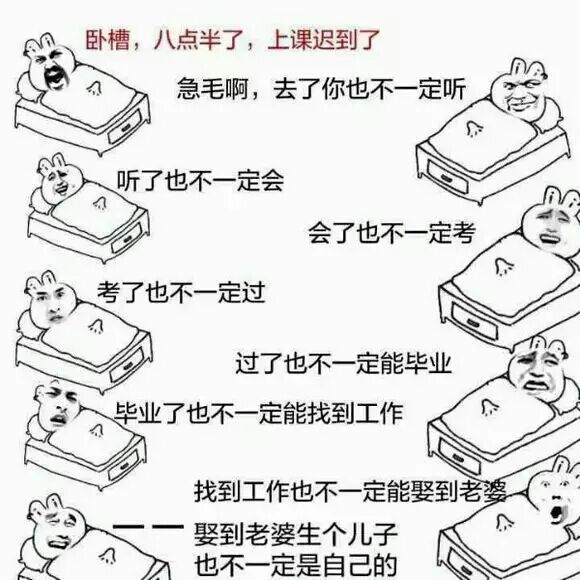 卧槽，八点半了，上课迟到了
急毛啊，去了你也不一定听
听了也不一定会
会了也不一定考
考了也不一定过
过了也不一定能毕业
毕业了也不一定能找到工作
找到工作也不一定能娶到老婆
一一 娶到老婆生个儿子
也不一定是自己的